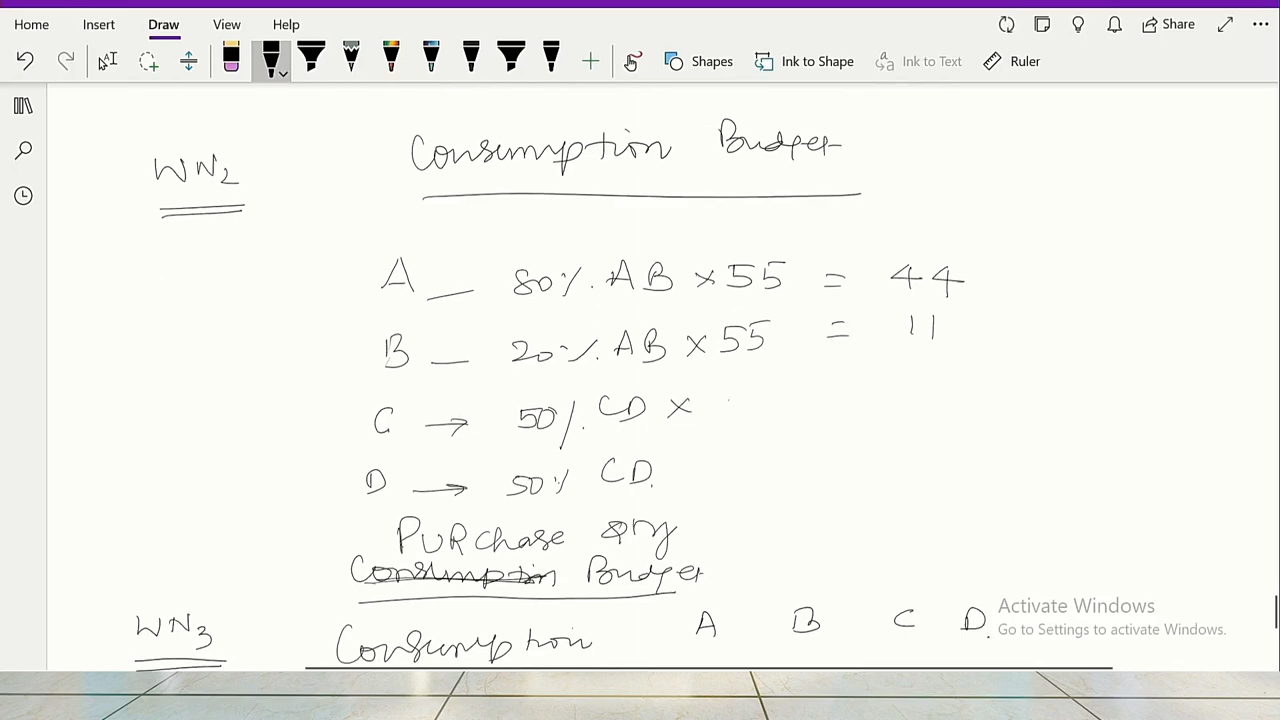 Home Insert Draw View Help Share
Shapes Ink to Shape Ink to Text Ruler
WN2 Consumption Budget
A — 80% AB × 55 = 44
B — 20% AB × 55 = 11
C → 50% CD ×
D → 50% CD.
PURchase Qty
Consumption Budget
WN3 Consumption A B C D
Activate Windows
Go to Settings to activate Windows.